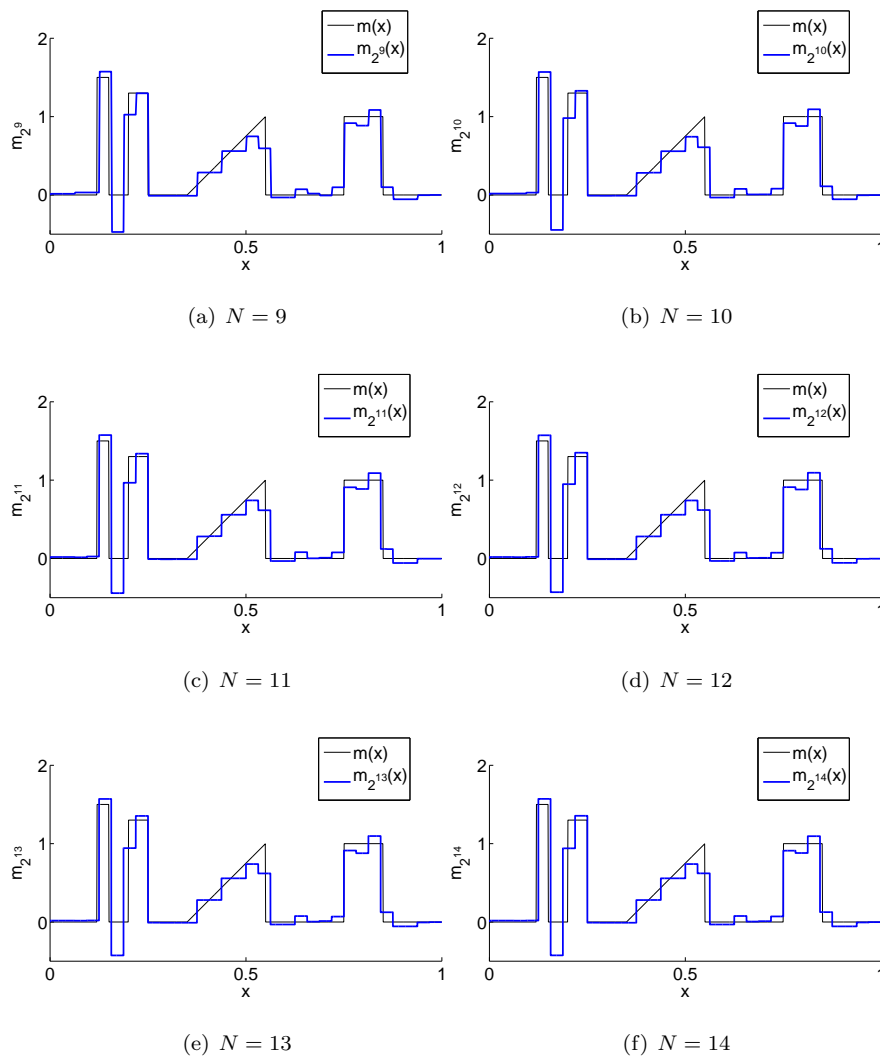 2
m(x)
m_{2^9}(x)
m_{2^9}
1
0
0
0.5
1
x
(a) N = 9
2
m(x)
m_{2^{10}}(x)
m_{2^{10}}
1
0
0
0.5
1
x
(b) N = 10
2
m(x)
m_{2^{11}}(x)
m_{2^{11}}
1
0
0
0.5
1
x
(c) N = 11
2
m(x)
m_{2^{12}}(x)
m_{2^{12}}
1
0
0
0.5
1
x
(d) N = 12
2
m(x)
m_{2^{13}}(x)
m_{2^{13}}
1
0
0
0.5
1
x
(e) N = 13
2
m(x)
m_{2^{14}}(x)
m_{2^{14}}
1
0
0
0.5
1
x
(f) N = 14